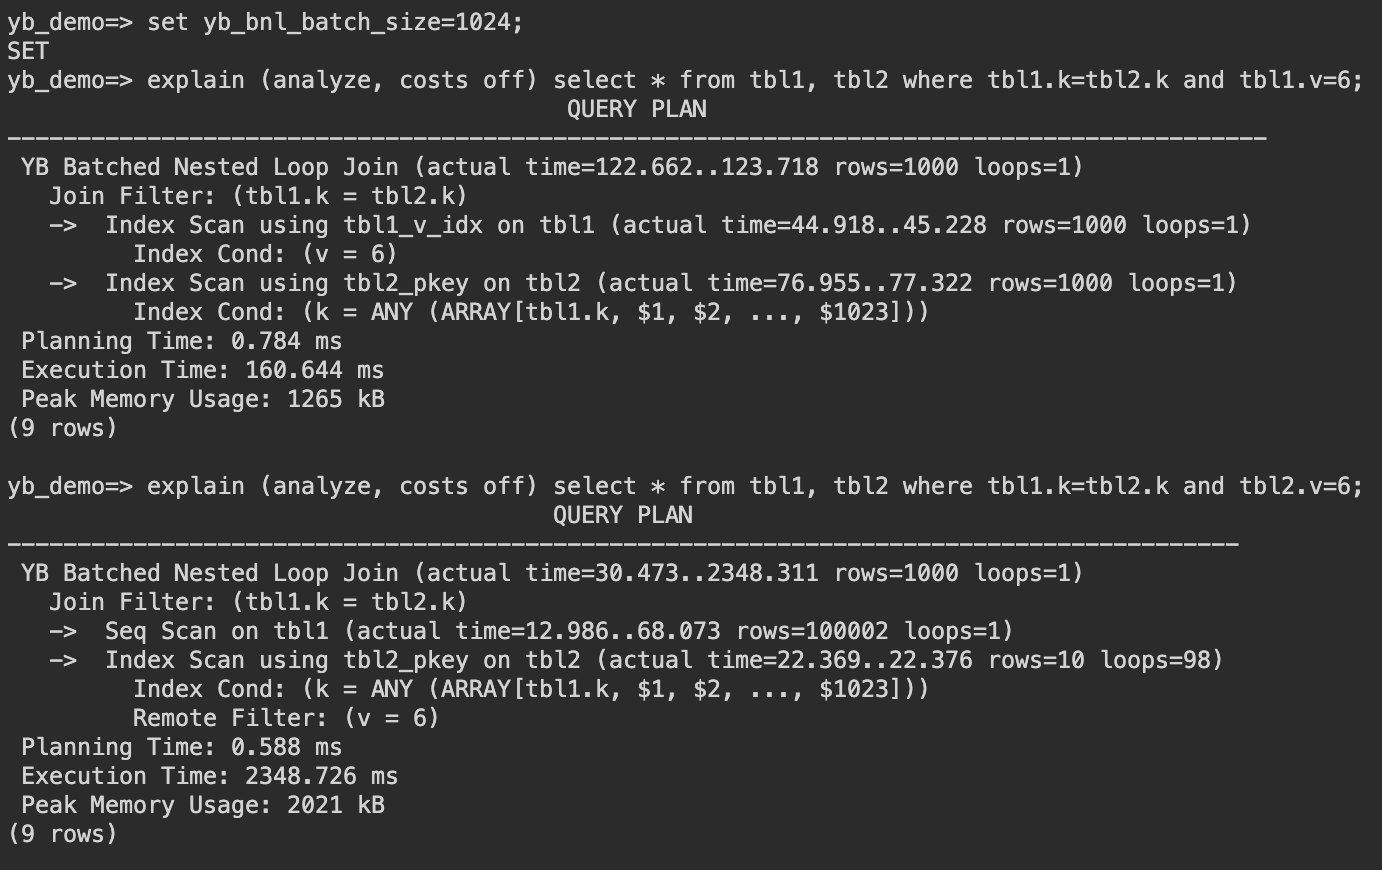 yb_demo=> set yb_bnl_batch_size=1024;
SET
yb_demo=> explain (analyze, costs off) select * from tbl1, tbl2 where tbl1.k=tbl2.k and tbl1.v=6;
                                        QUERY PLAN
------------------------------------------------------------------------------------------
 YB Batched Nested Loop Join (actual time=122.662..123.718 rows=1000 loops=1)
   Join Filter: (tbl1.k = tbl2.k)
   ->  Index Scan using tbl1_v_idx on tbl1 (actual time=44.918..45.228 rows=1000 loops=1)
         Index Cond: (v = 6)
   ->  Index Scan using tbl2_pkey on tbl2 (actual time=76.955..77.322 rows=1000 loops=1)
         Index Cond: (k = ANY (ARRAY[tbl1.k, $1, $2, ..., $1023]))
 Planning Time: 0.784 ms
 Execution Time: 160.644 ms
 Peak Memory Usage: 1265 kB
(9 rows)

yb_demo=> explain (analyze, costs off) select * from tbl1, tbl2 where tbl1.k=tbl2.k and tbl2.v=6;
                                       QUERY PLAN
----------------------------------------------------------------------------------------
 YB Batched Nested Loop Join (actual time=30.473..2348.311 rows=1000 loops=1)
   Join Filter: (tbl1.k = tbl2.k)
   ->  Seq Scan on tbl1 (actual time=12.986..68.073 rows=100002 loops=1)
   ->  Index Scan using tbl2_pkey on tbl2 (actual time=22.369..22.376 rows=10 loops=98)
         Index Cond: (k = ANY (ARRAY[tbl1.k, $1, $2, ..., $1023]))
         Remote Filter: (v = 6)
 Planning Time: 0.588 ms
 Execution Time: 2348.726 ms
 Peak Memory Usage: 2021 kB
(9 rows)